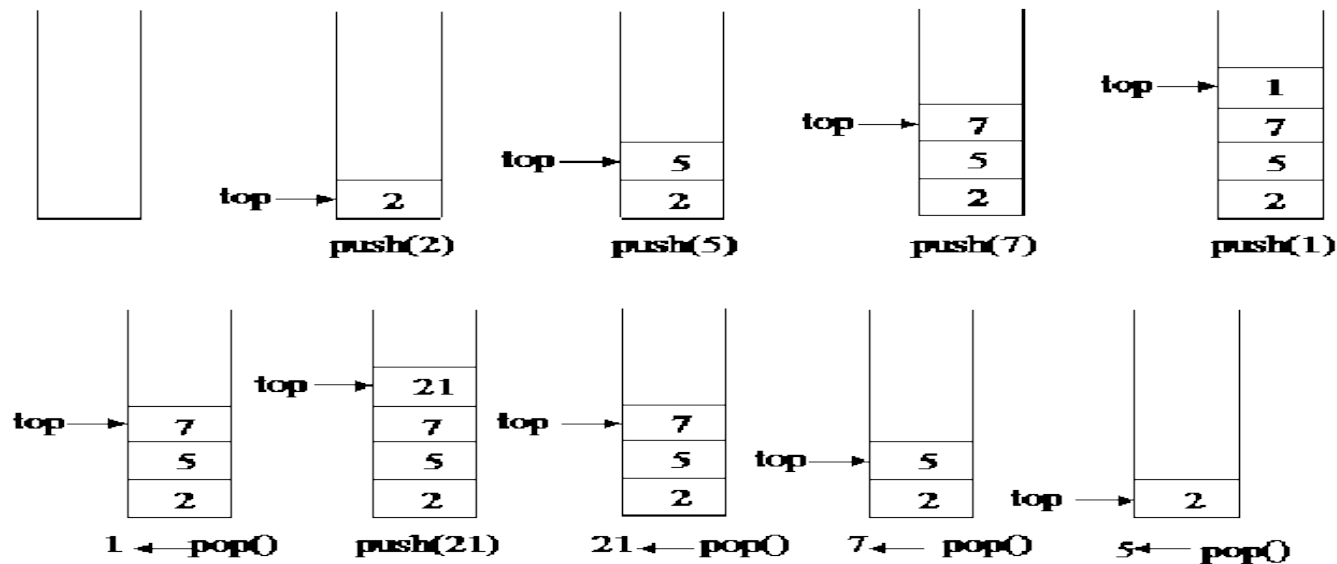 top → 1
top → 7 7
top → 5 5 5
top → 2 2 2 2
push(2) push(5) push(7) push(1)
top → 21
top → 7 7 top → 7
5 5 5 top → 5
2 2 2 2 top → 2
1 ← pop() push(21) 21 ← pop() 7 ← pop() 5 ← pop()